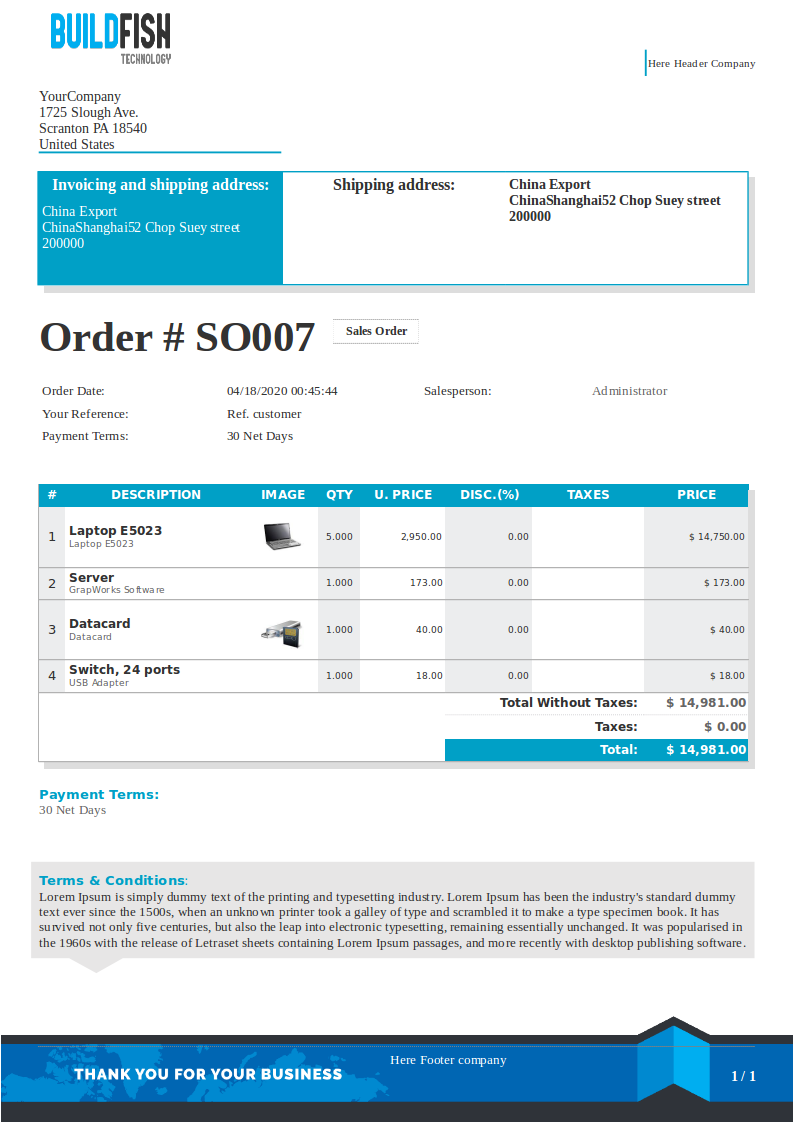 BUILDFISH
TECHNOLOGY
Here Header Company
YourCompany
1725 Slough Ave.
Scranton PA 18540
United States
Invoicing and shipping address:
China Export
ChinaShanghai52 Chop Suey street
200000
Shipping address:
China Export
ChinaShanghai52 Chop Suey street
200000
Order # SO007
Sales Order
Order Date: 04/18/2020 00:45:44 Salesperson: Administrator
Your Reference: Ref. customer
Payment Terms: 30 Net Days
# DESCRIPTION IMAGE QTY U. PRICE DISC.(%) TAXES PRICE
1 Laptop E5023 5.000 2,950.00 0.00 $ 14,750.00
Laptop E5023
2 Server 1.000 173.00 0.00 $ 173.00
GrapWorks Software
3 Datacard 1.000 40.00 0.00 $ 40.00
Datacard
4 Switch, 24 ports 1.000 18.00 0.00 $ 18.00
USB Adapter
Total Without Taxes: $ 14,981.00
Taxes: $ 0.00
Total: $ 14,981.00
Payment Terms:
30 Net Days
Terms & Conditions:
Lorem Ipsum is simply dummy text of the printing and typesetting industry. Lorem Ipsum has been the industry's standard dummy
text ever since the 1500s, when an unknown printer took a galley of type and scrambled it to make a type specimen book. It has
survived not only five centuries, but also the leap into electronic typesetting, remaining essentially unchanged. It was popularised in
the 1960s with the release of Letraset sheets containing Lorem Ipsum passages, and more recently with desktop publishing software.
Here Footer company
THANK YOU FOR YOUR BUSINESS
1 / 1